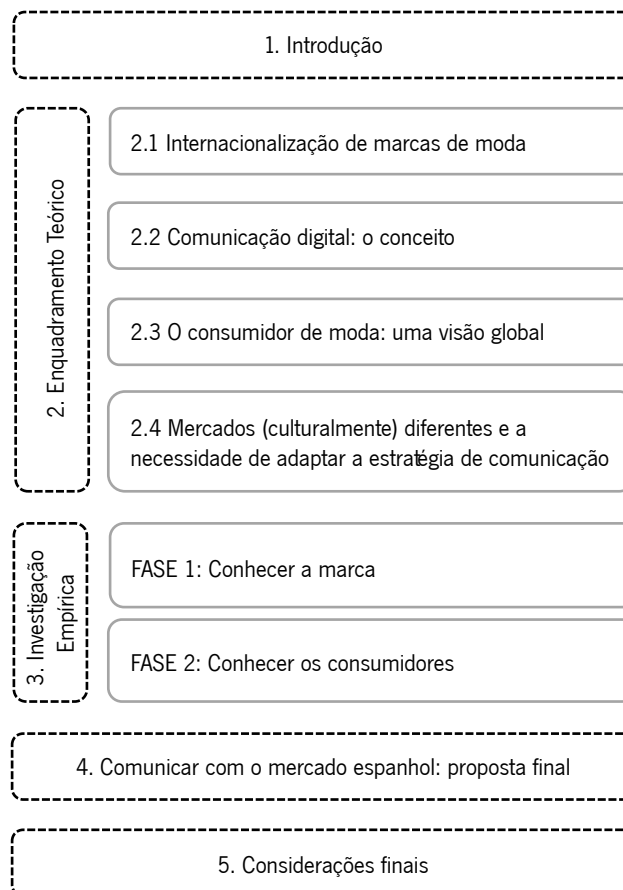 1. Introdução
2. Enquadramento Teórico
2.1 Internacionalização de marcas de moda
2.2 Comunicação digital: o conceito
2.3 O consumidor de moda: uma visão global
2.4 Mercados (culturalmente) diferentes e a
necessidade de adaptar a estratégia de comunicação
3. Investigação
Empírica
FASE 1: Conhecer a marca
FASE 2: Conhecer os consumidores
4. Comunicar com o mercado espanhol: proposta final
5. Considerações finais